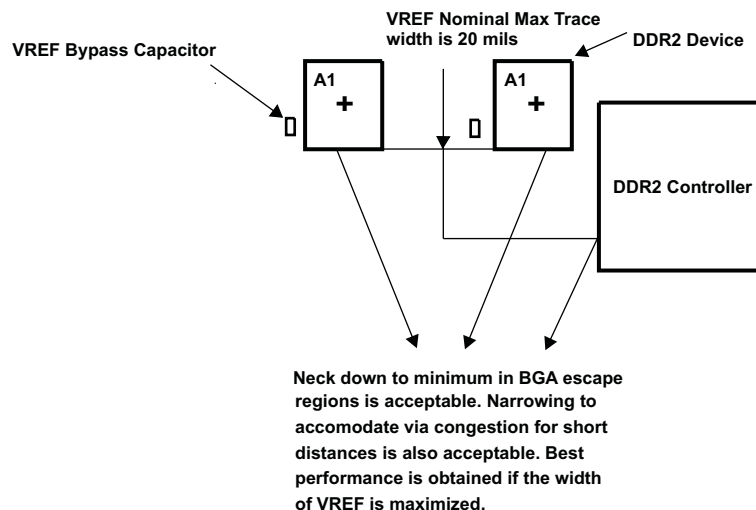 VREF Nominal Max Trace
width is 20 mils
DDR2 Device
VREF Bypass Capacitor
A1
A1
DDR2 Controller
Neck down to minimum in BGA escape
regions is acceptable. Narrowing to
accomodate via congestion for short
distances is also acceptable. Best
performance is obtained if the width
of VREF is maximized.